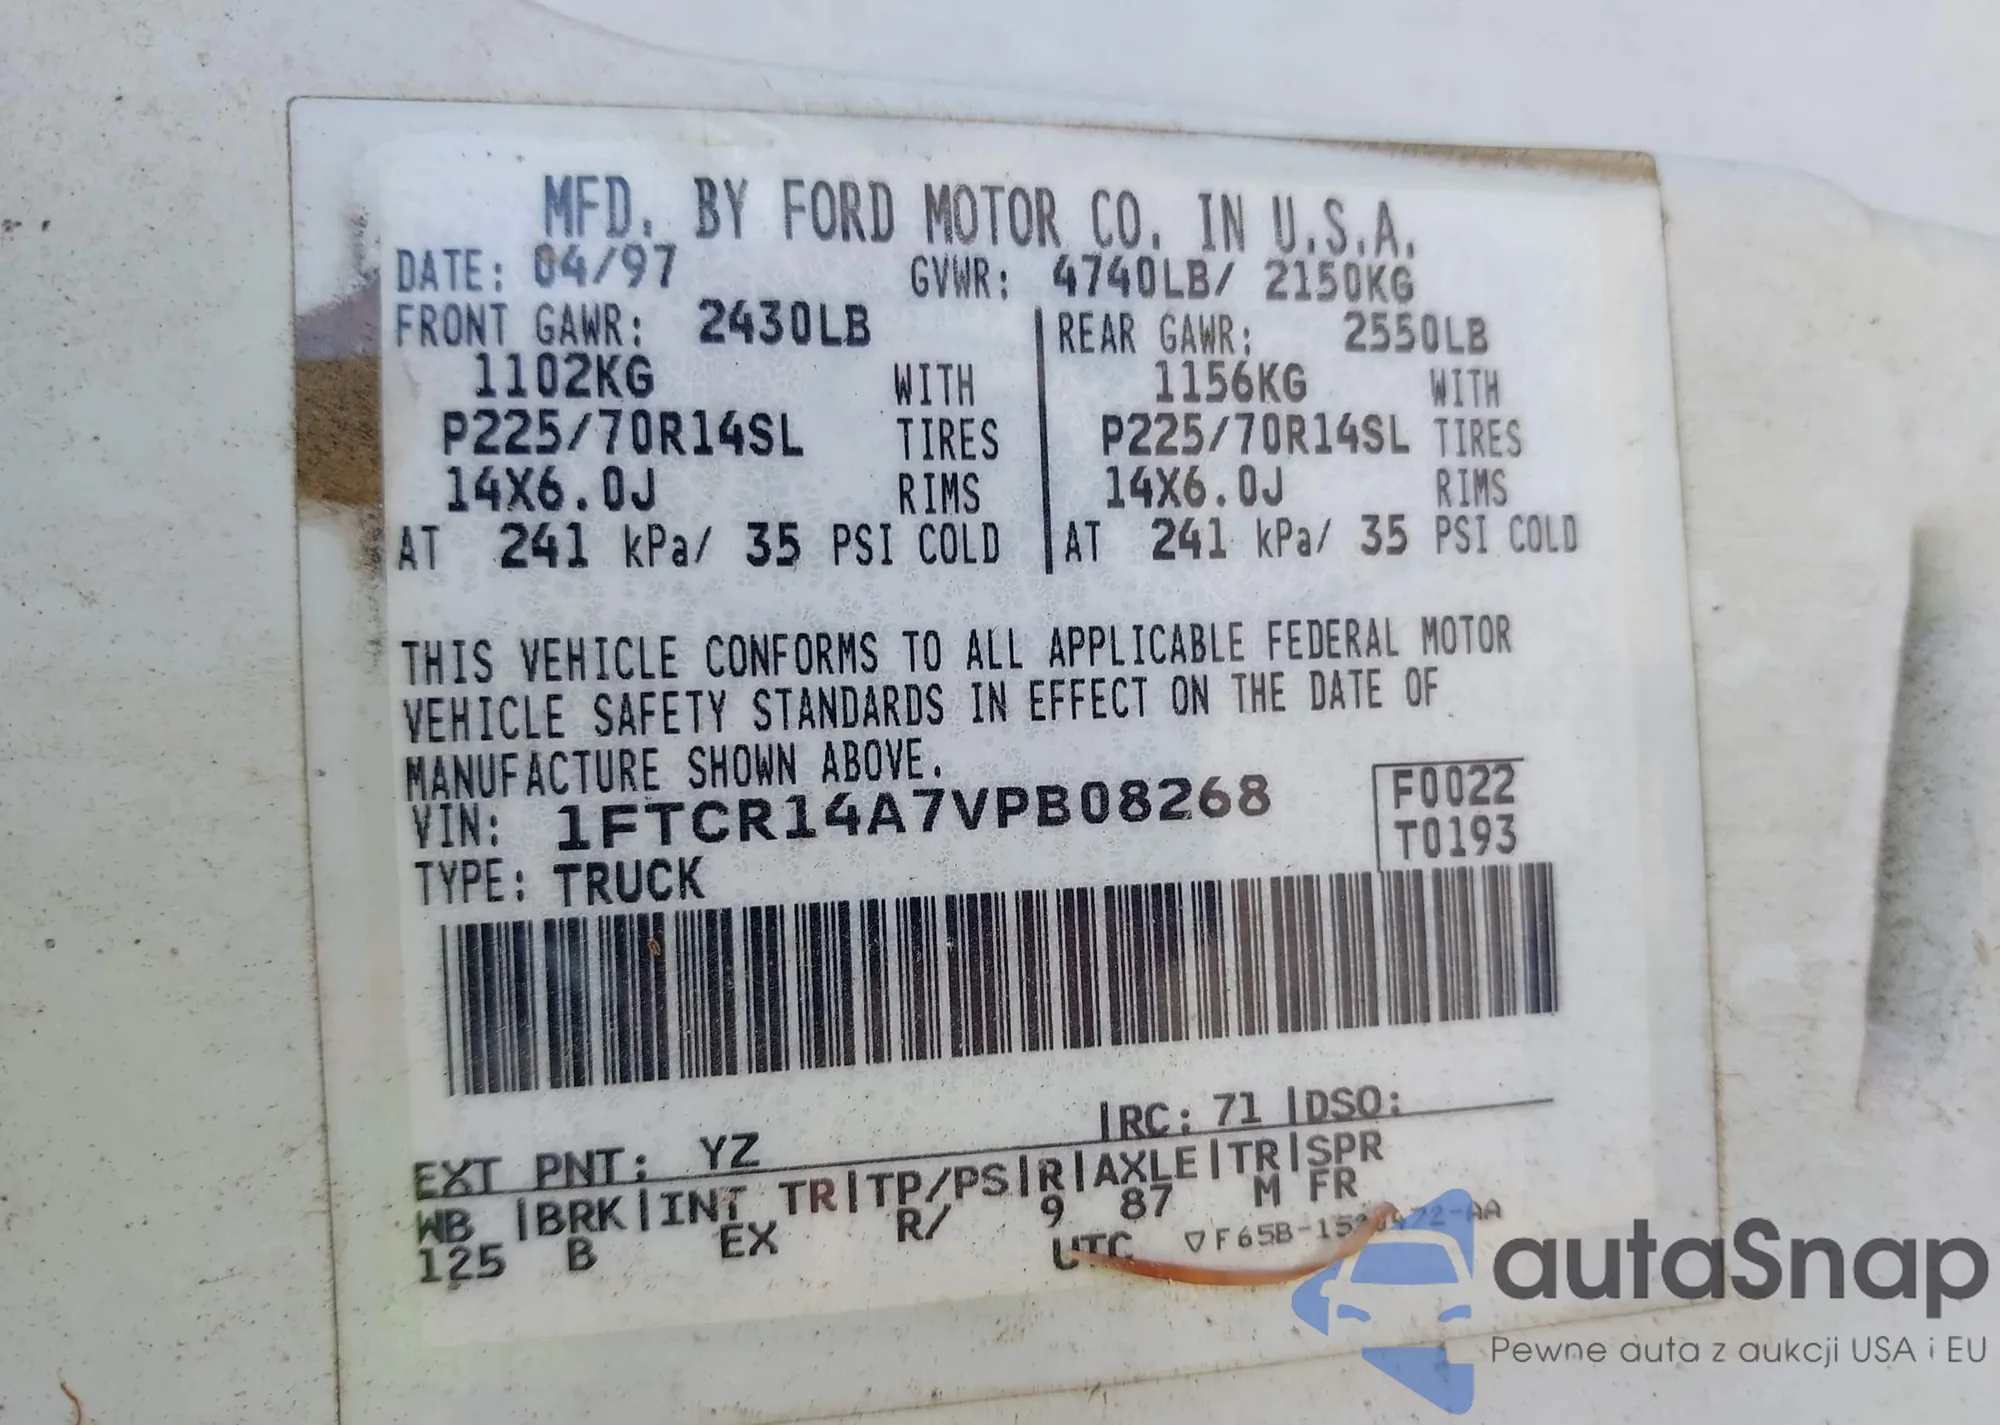 MFD. BY FORD MOTOR CO. IN U.S.A.
DATE: 04/97 GVWR: 4740LB/ 2150KG
FRONT GAWR: 2430LB REAR GAWR: 2550LB
1102KG WITH 1156KG WITH
P225/70R14SL TIRES P225/70R14SL TIRES
14X6.0J RIMS 14X6.0J RIMS
AT 241 kPa/ 35 PSI COLD AT 241 kPa/ 35 PSI COLD
THIS VEHICLE CONFORMS TO ALL APPLICABLE FEDERAL MOTOR
VEHICLE SAFETY STANDARDS IN EFFECT ON THE DATE OF
MANUFACTURE SHOWN ABOVE.
VIN: 1FTCR14A7VPB08268 F0022
TYPE: TRUCK T0193
EXT PNT: YZ |RC: 71 |DSO:
WB |BRK|INT TR|TP/PS|R|AXLE|TR|SPR
125 B EX R/ 9 87 M FR
UTC
autaSnap
Pewne auta z aukcji USA i EU